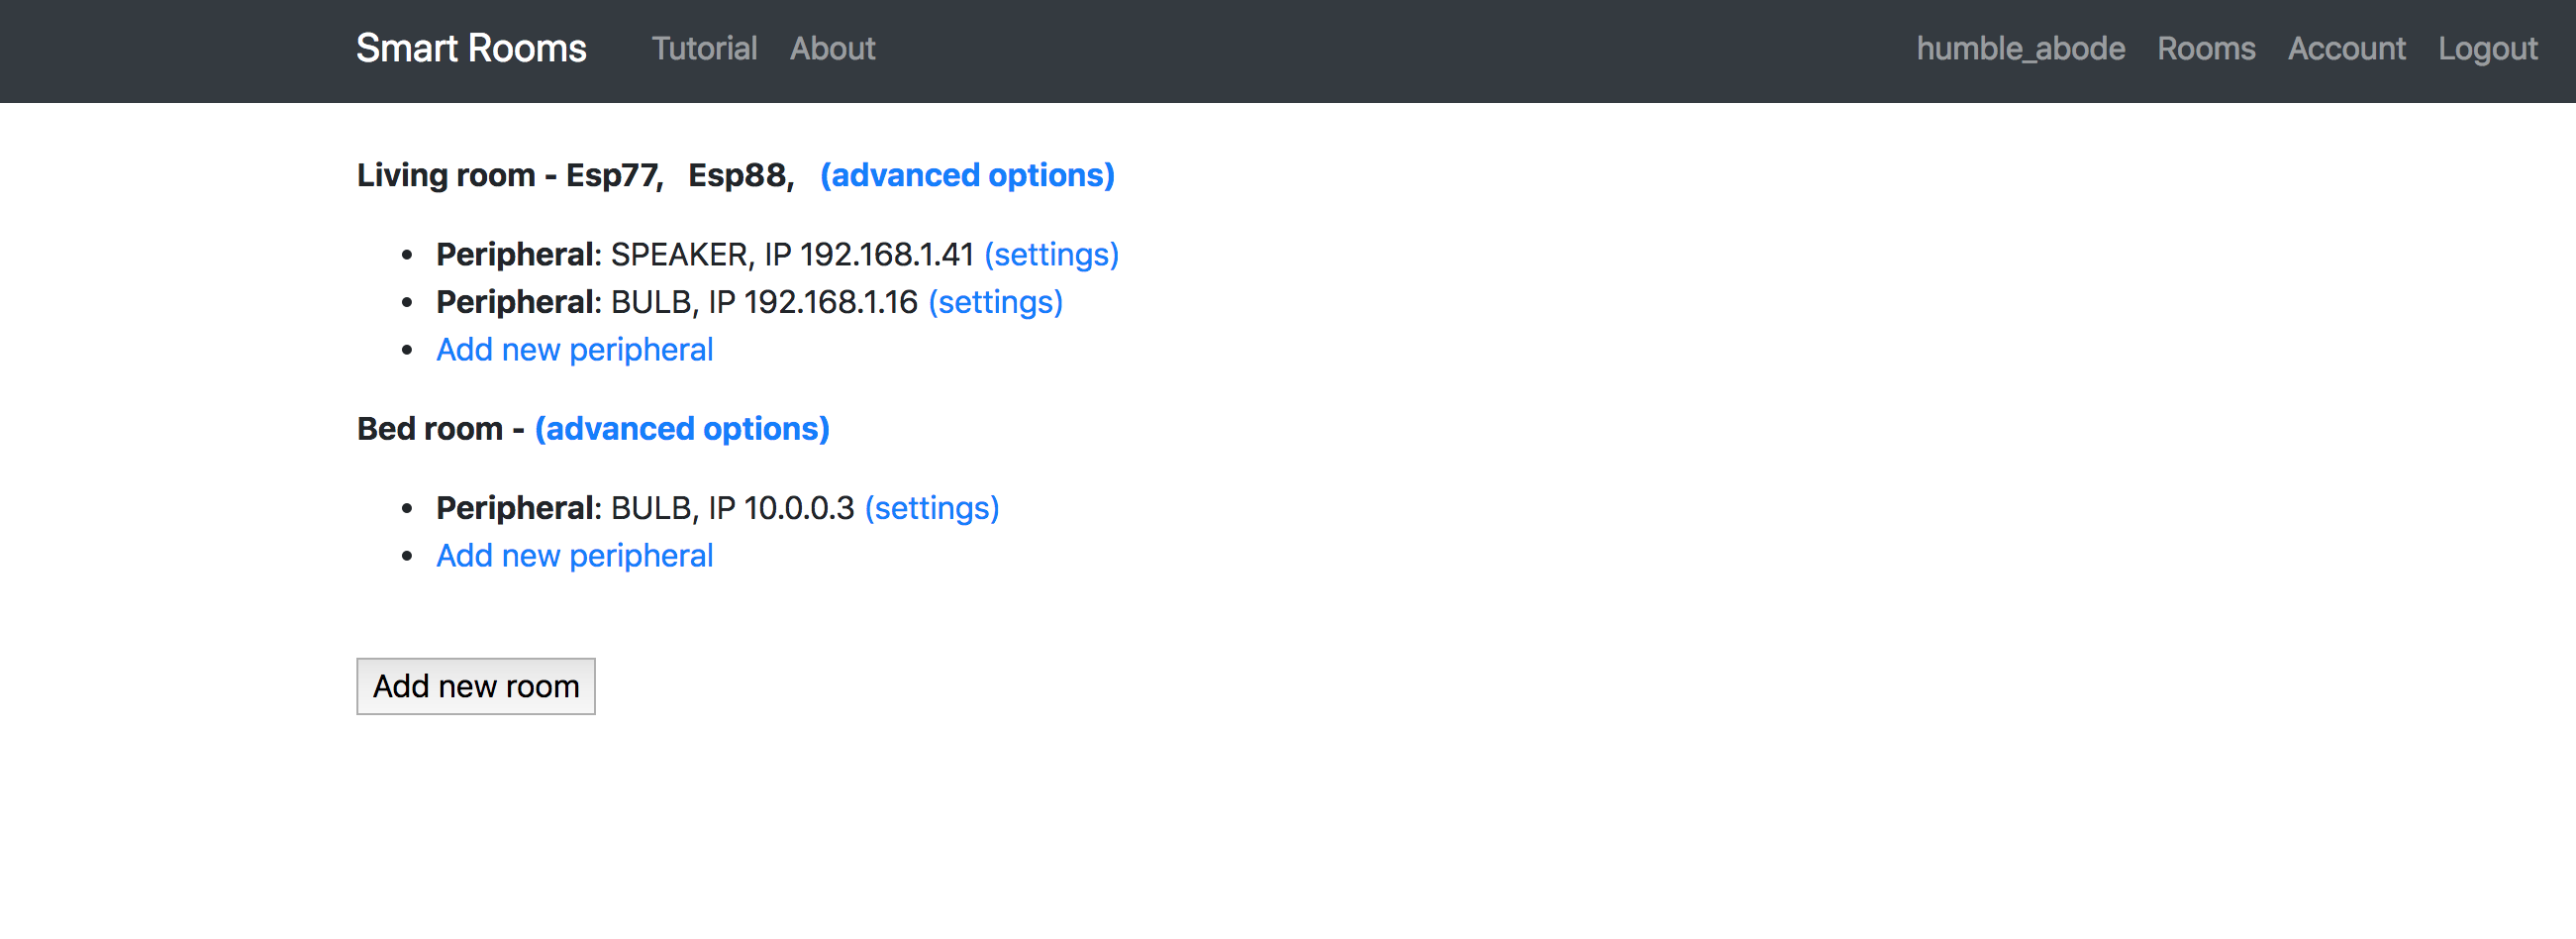 Smart Rooms Tutorial About humble_abode Rooms Account Logout
Living room - Esp77, Esp88, (advanced options)
• Peripheral: SPEAKER, IP 192.168.1.41 (settings)
• Peripheral: BULB, IP 192.168.1.16 (settings)
• Add new peripheral
Bed room - (advanced options)
• Peripheral: BULB, IP 10.0.0.3 (settings)
• Add new peripheral
Add new room